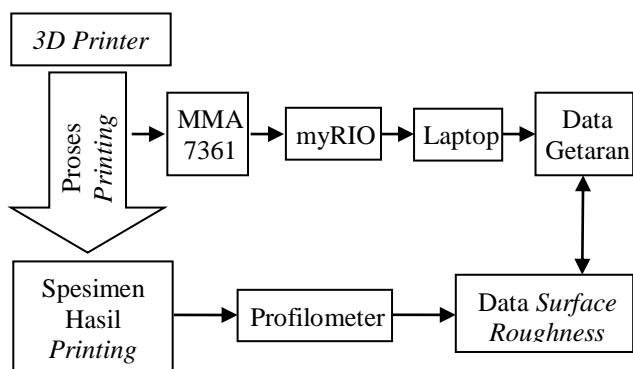 3D Printer
Proses
Printing
MMA
7361
myRIO
Laptop
Data
Getaran
Spesimen
Hasil
Printing
Profilometer
Data Surface
Roughness